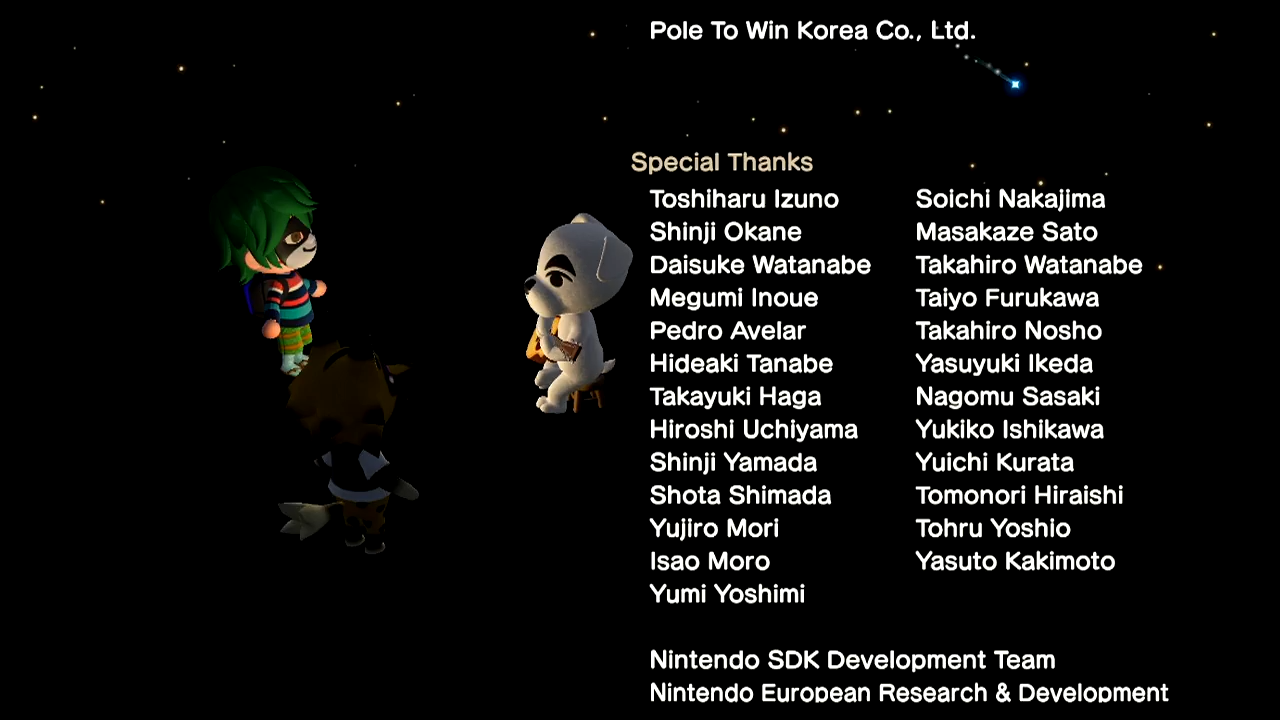 Pole To Win Korea Co., Ltd.
Special Thanks
Toshiharu Izuno Soichi Nakajima
Shinji Okane Masakaze Sato
Daisuke Watanabe Takahiro Watanabe
Megumi Inoue Taiyo Furukawa
Pedro Avelar Takahiro Nosho
Hideaki Tanabe Yasuyuki Ikeda
Takayuki Haga Nagomu Sasaki
Hiroshi Uchiyama Yukiko Ishikawa
Shinji Yamada Yuichi Kurata
Shota Shimada Tomonori Hiraishi
Yujiro Mori Tohru Yoshio
Isao Moro Yasuto Kakimoto
Yumi Yoshimi
Nintendo SDK Development Team
Nintendo European Research & Development